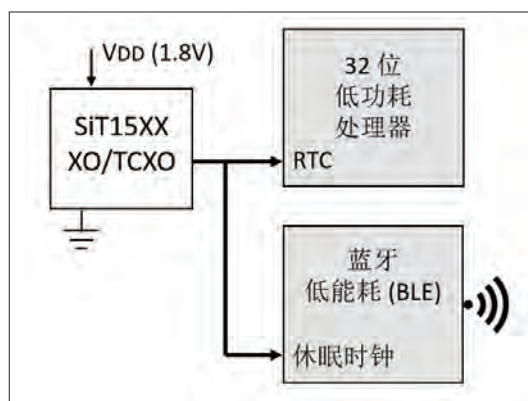 VDD (1.8V)
SiT15XX
XO/TCXO
32 位
低功耗
处理器
RTC
蓝牙
低能耗 (BLE)
休眠时钟